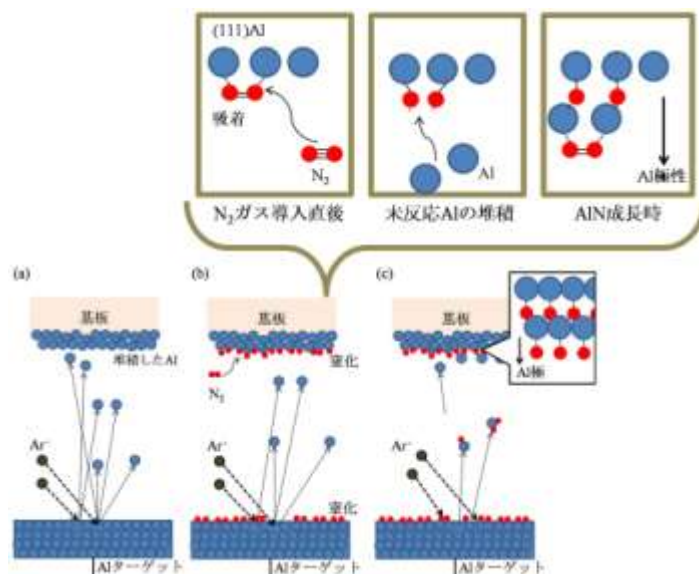 (111)Al
吸着
N2
Al
Al極性
N2ガス導入直後
未反応Alの堆積
AlN成長時
(a)
(b)
(c)
基板
堆積したAl
Ar+
Alターゲット
基板
窒化
N2
Ar+
窒化
Alターゲット
基板
Al極
Ar+
Alターゲット